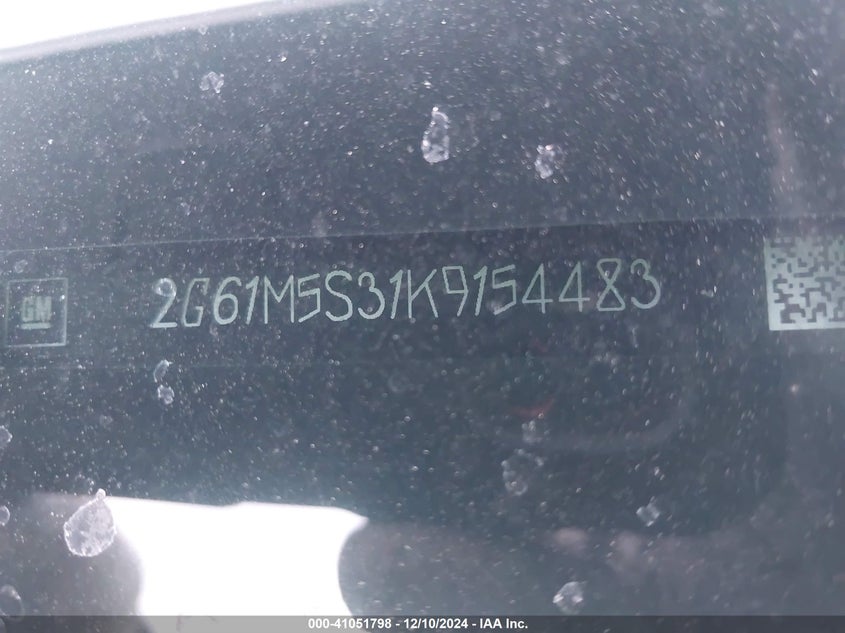 GM 2G61M5S31K9154483
000-41051798 - 12/10/2024 - IAA Inc.